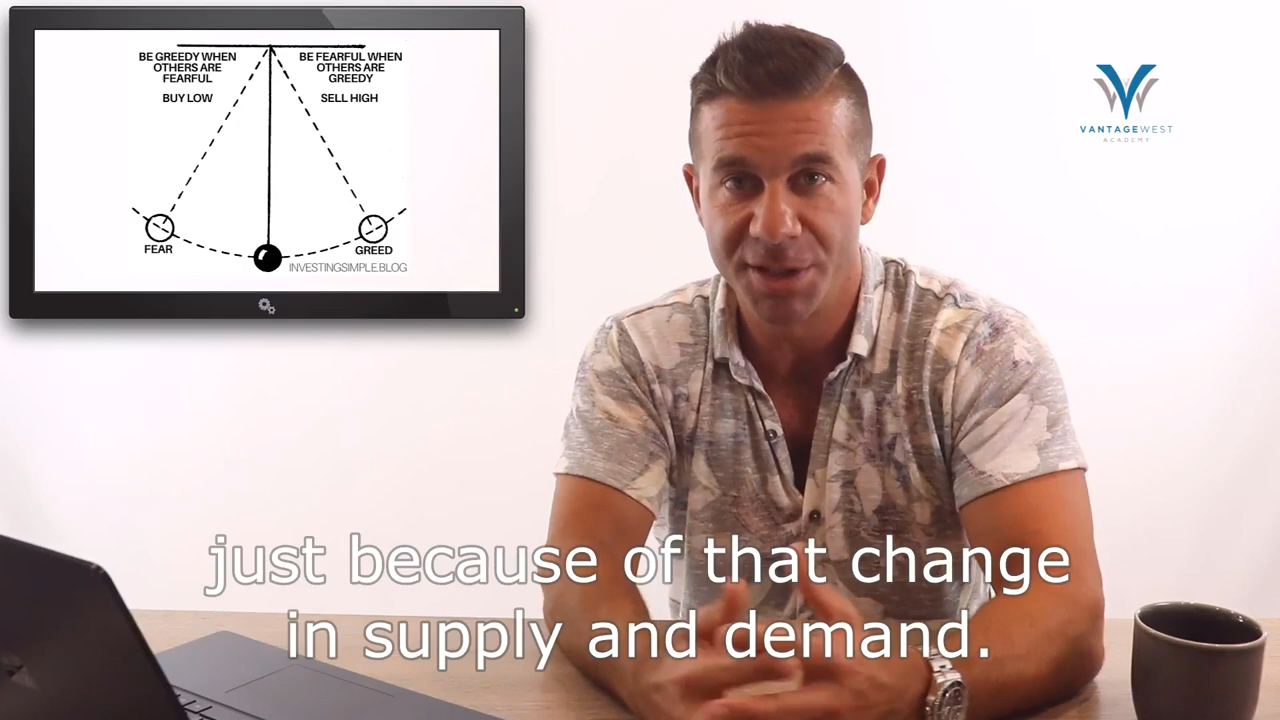 BE GREEDY WHEN
OTHERS ARE
FEARFUL
BUY LOW
BE FEARFUL WHEN
OTHERS ARE
GREEDY
SELL HIGH
FEAR
GREED
INVESTINGSIMPLE.BLOG
VANTAGEWEST
ACADEMY
just because of that change
in supply and demand.